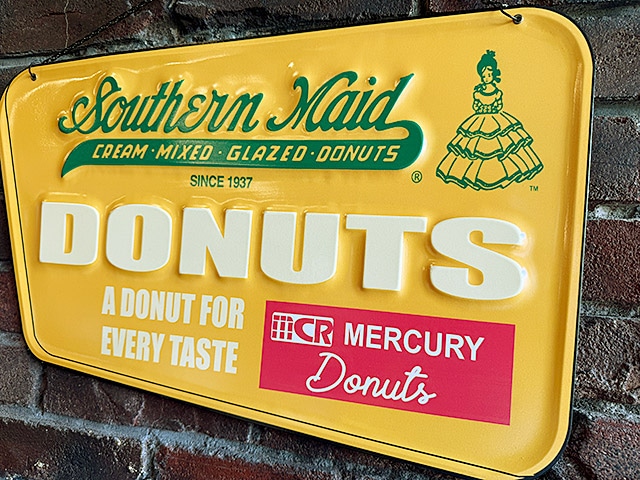 Southern Maid
CREAM · MIXED · GLAZED · DONUTS
®
SINCE 1937
TM
DONUTS
A DONUT FOR
EVERY TASTE
MCR MERCURY
Donuts